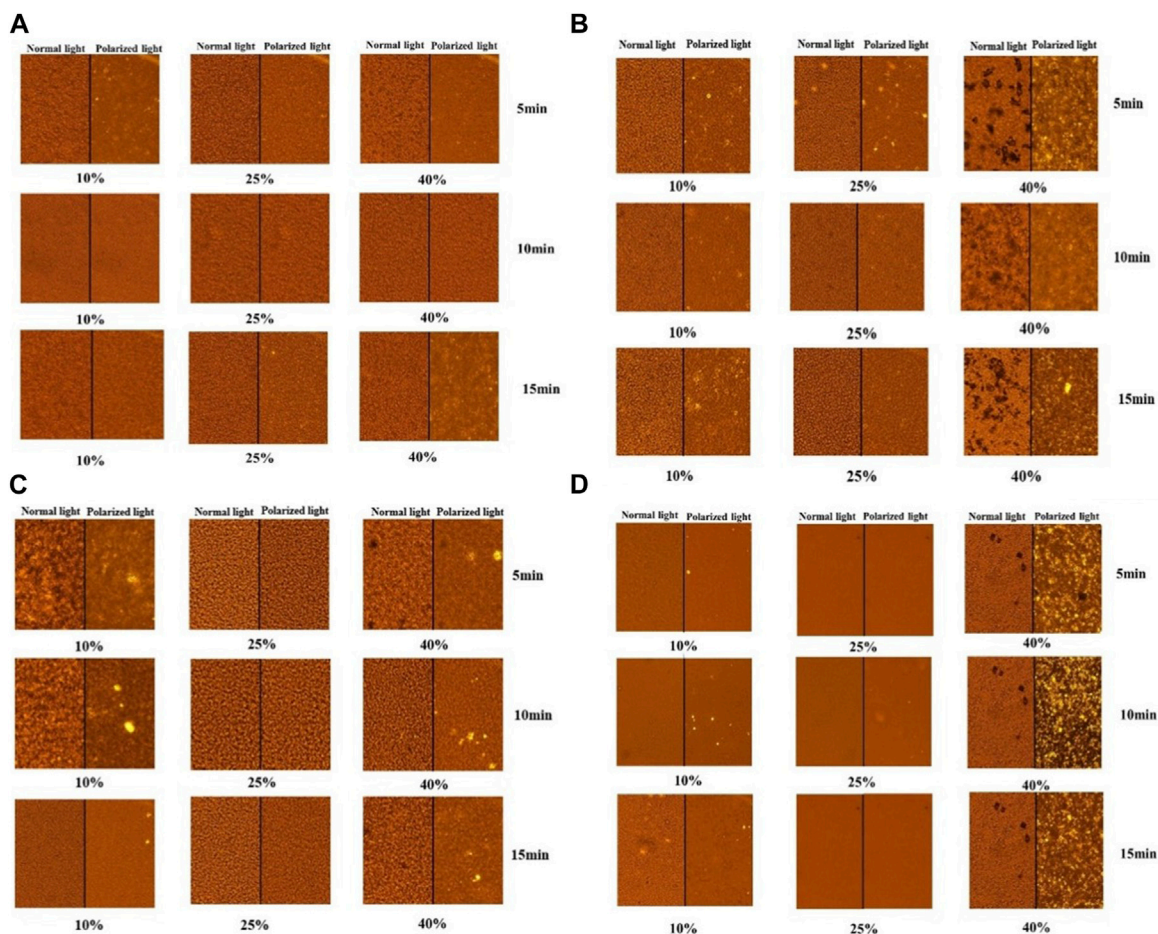 A
Normal light Polarized light Normal light Polarized light Normal light Polarized light
5min
10% 25% 40%
10min
10% 25% 40%
15min
10% 25% 40%
B
Normal light Polarized light Normal light Polarized light Normal light Polarized light
5min
10% 25% 40%
10min
10% 25% 40%
15min
10% 25% 40%
C
Normal light Polarized light Normal light Polarized light Normal light Polarized light
5min
10% 25% 40%
10min
10% 25% 40%
15min
10% 25% 40%
D
Normal light Polarized light Normal light Polarized light Normal light Polarized light
5min
10% 25% 40%
10min
10% 25% 40%
15min
10% 25% 40%